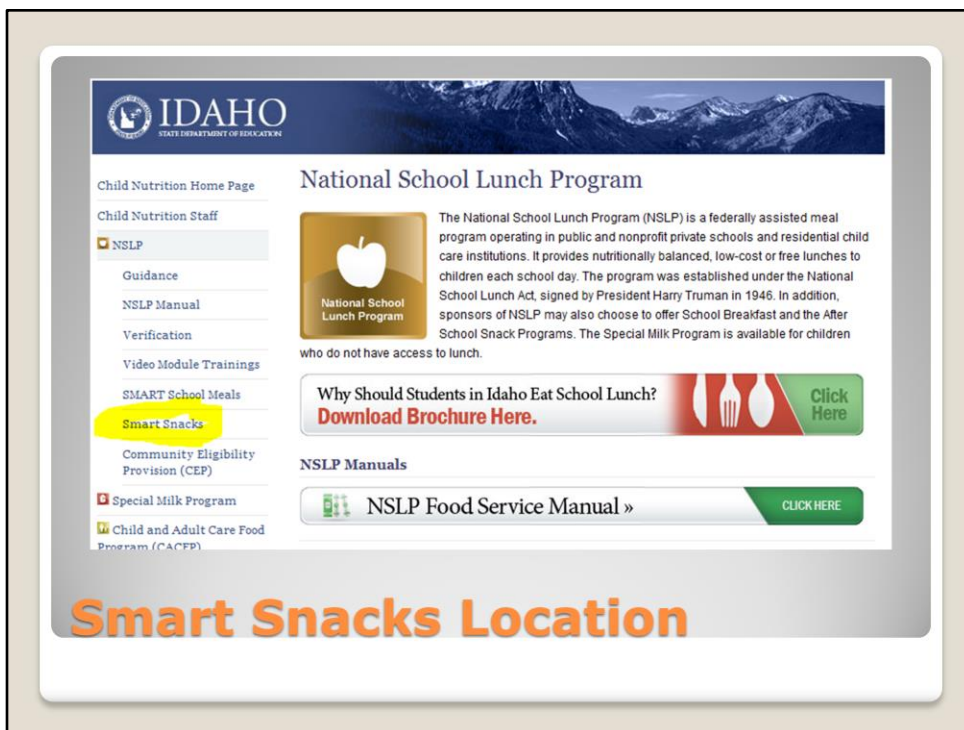 IDAHO
STATE DEPARTMENT OF EDUCATION
Child Nutrition Home Page
Child Nutrition Staff
NSLP
Guidance
NSLP Manual
Verification
Video Module Trainings
SMART School Meals
Smart Snacks
Community Eligibility
Provision (CEP)
Special Milk Program
Child and Adult Care Food
Program (CACFP)
National School Lunch Program
National School
Lunch Program
The National School Lunch Program (NSLP) is a federally assisted meal
program operating in public and nonprofit private schools and residential child
care institutions. It provides nutritionally balanced, low-cost or free lunches to
children each school day. The program was established under the National
School Lunch Act, signed by President Harry Truman in 1946. In addition,
sponsors of NSLP may also choose to offer School Breakfast and the After
School Snack Programs. The Special Milk Program is available for children
who do not have access to lunch.
Why Should Students in Idaho Eat School Lunch?
Download Brochure Here.
Click
Here
NSLP Manuals
NSLP Food Service Manual »
CLICK HERE
Smart Snacks Location